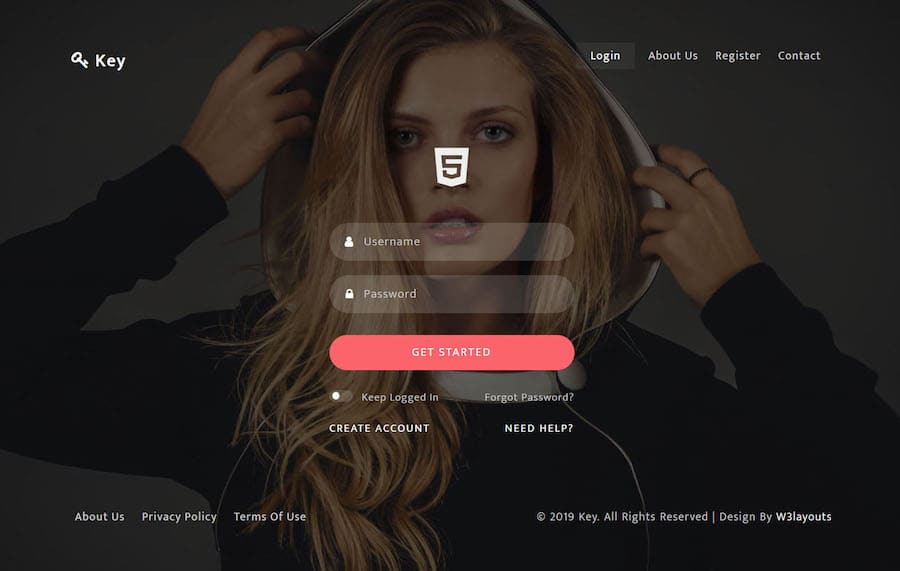 Key
Login About Us Register Contact
5
Username
Password
GET STARTED
Keep Logged In Forgot Password?
CREATE ACCOUNT NEED HELP?
About Us Privacy Policy Terms Of Use © 2019 Key. All Rights Reserved | Design By W3layouts